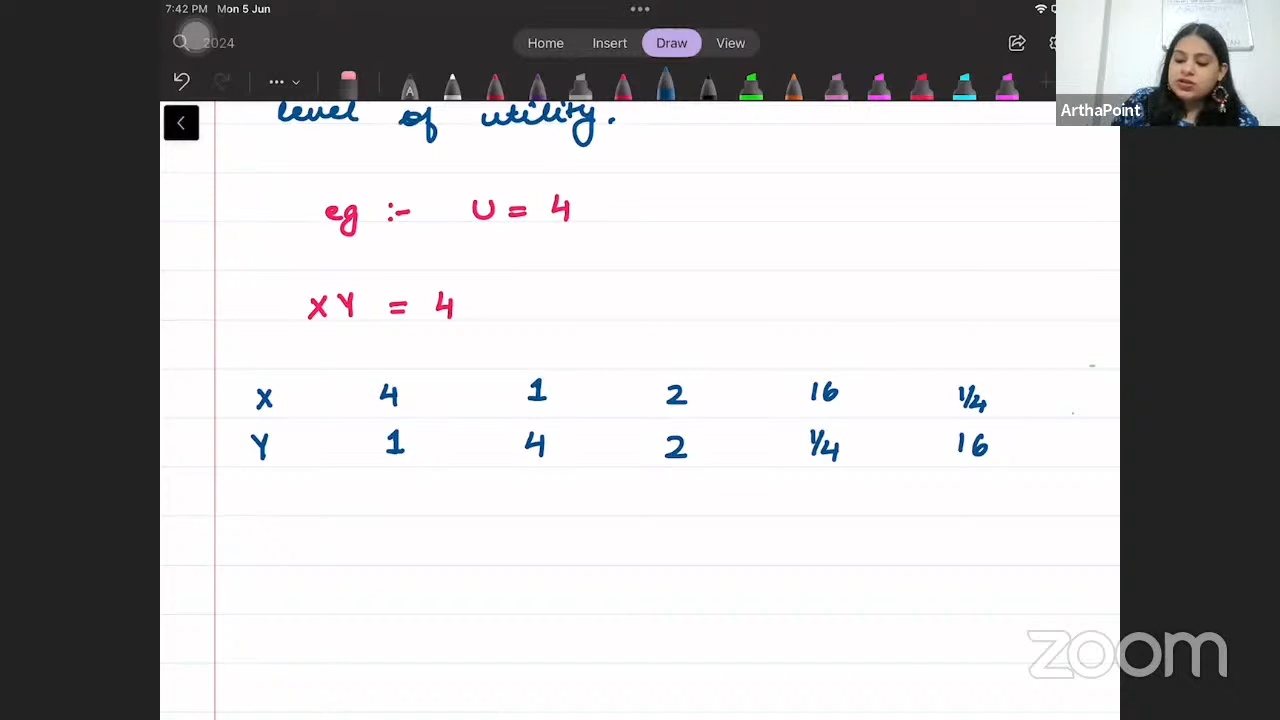 7:42 PM Mon 5 Jun
2024
Home Insert Draw View
A
ArthaPoint
level of utility.
eg :- U = 4
XY = 4
X 4 1 2 16 1/4
Y 1 4 2 1/4 16
zoom